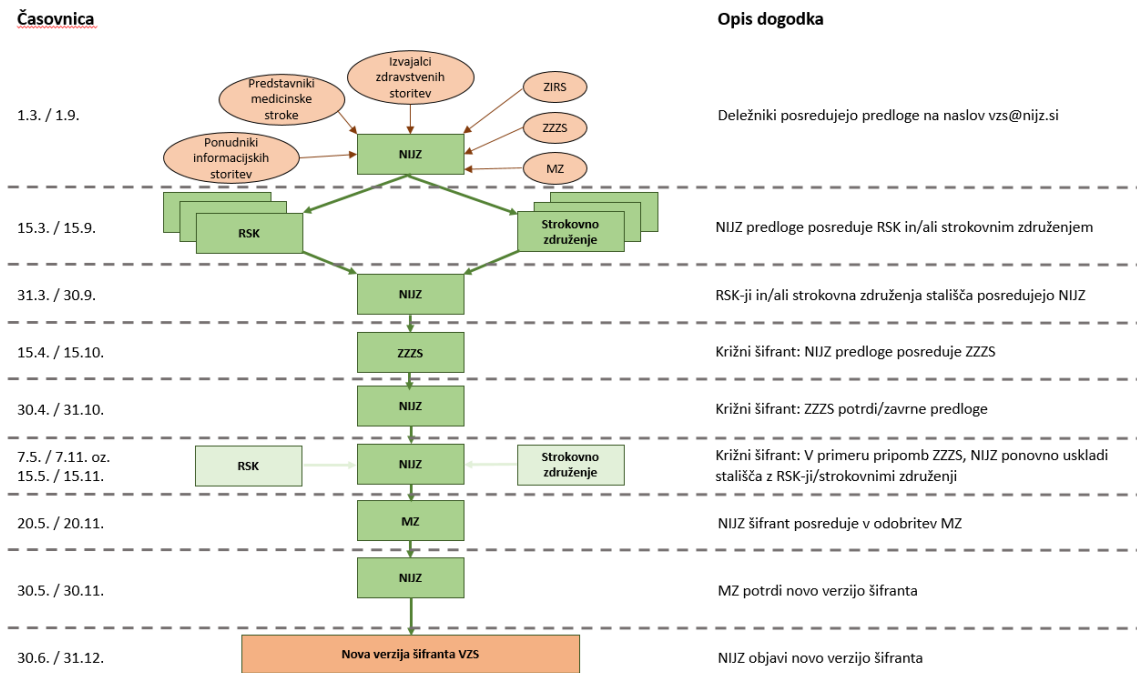 Časovnica
Opis dogodka
1.3. / 1.9.
Ponudniki
informacijskih
storitev
Predstavniki
medicinske
stroke
Izvajalci
zdravstvenih
storitev
ZIRS
ZZZS
MZ
NIJZ
Deležniki posredujejo predloge na naslov vzs@nijz.si
15.3. / 15.9.
RSK
Strokovno
združenje
NIJZ predloge posreduje RSK in/ali strokovnim združenjem
31.3. / 30.9.
NIJZ
RSK-ji in/ali strokovna združenja stališča posredujejo NIJZ
15.4. / 15.10.
ZZZS
Križni šifrant: NIJZ predloge posreduje ZZZS
30.4. / 31.10.
NIJZ
Križni šifrant: ZZZS potrdi/zavrne predloge
7.5. / 7.11. oz.
15.5. / 15.11.
RSK
NIJZ
Strokovno
združenje
Križni šifrant: V primeru pripomb ZZZS, NIJZ ponovno uskladi
stališča z RSK-ji/strokovnimi združenji
20.5. / 20.11.
MZ
NIJZ šifrant posreduje v odobritev MZ
30.5. / 30.11.
NIJZ
MZ potrdi novo verzijo šifranta
30.6. / 31.12.
Nova verzija šifranta VZS
NIJZ objavi novo verzijo šifranta